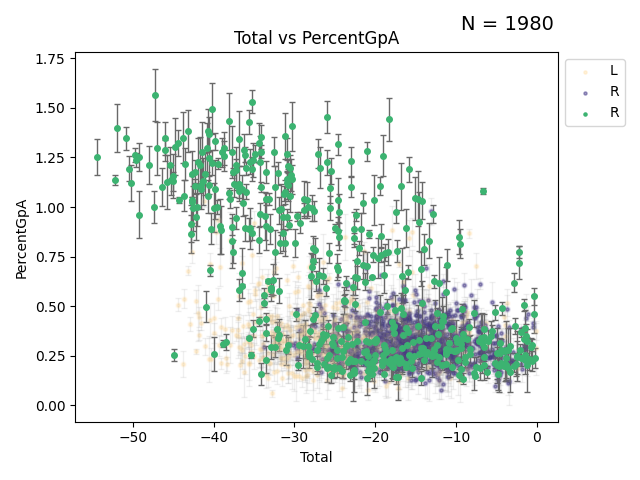 N = 1980
Total vs PercentGpA
L
R
R
PercentGpA
1.75
1.50
1.25
1.00
0.75
0.50
0.25
0.00
−50
−40
−30
−20
−10
0
Total